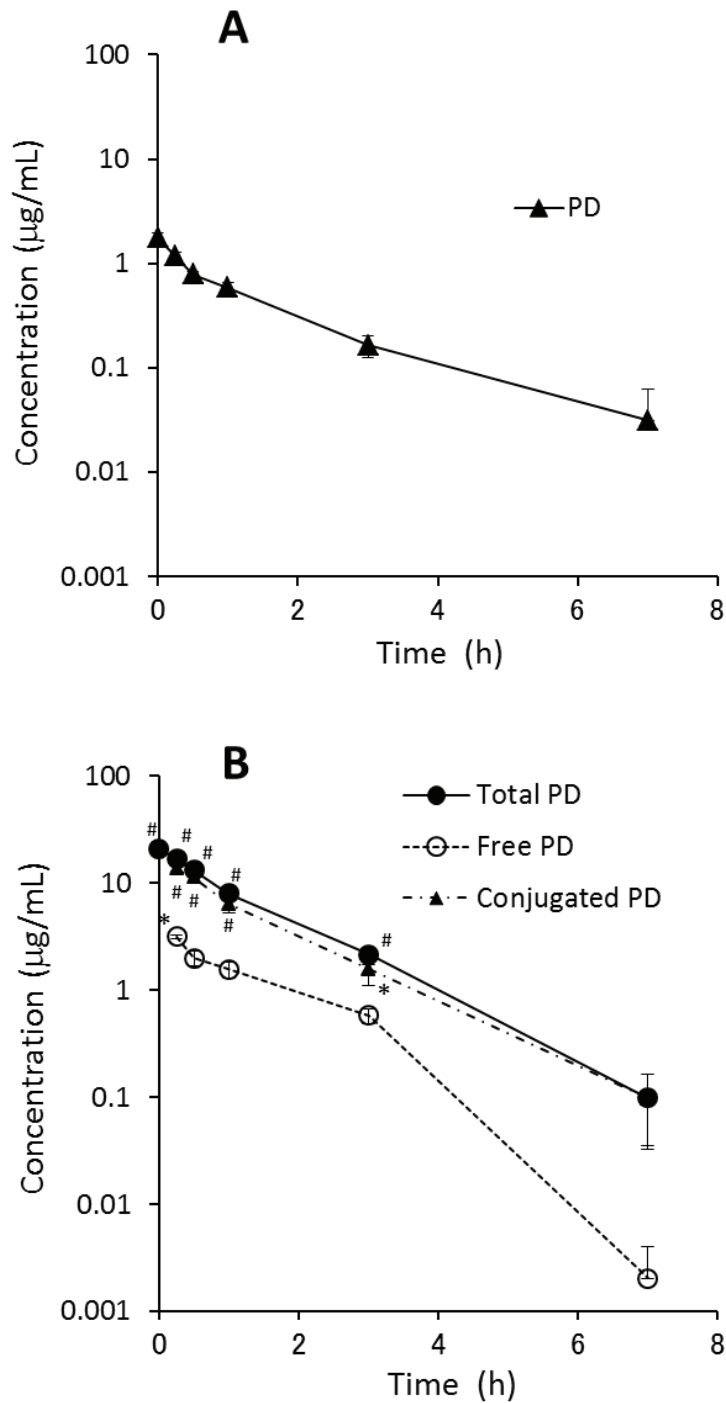 A
100
10
1
0.1
0.01
0.001
Concentration (µg/mL)
PD
0 2 4 6 8
Time (h)
B
100
10
1
0.1
0.01
0.001
Concentration (µg/mL)
Total PD
Free PD
Conjugated PD
# # # # #
# # #
* *
0 2 4 6 8
Time (h)